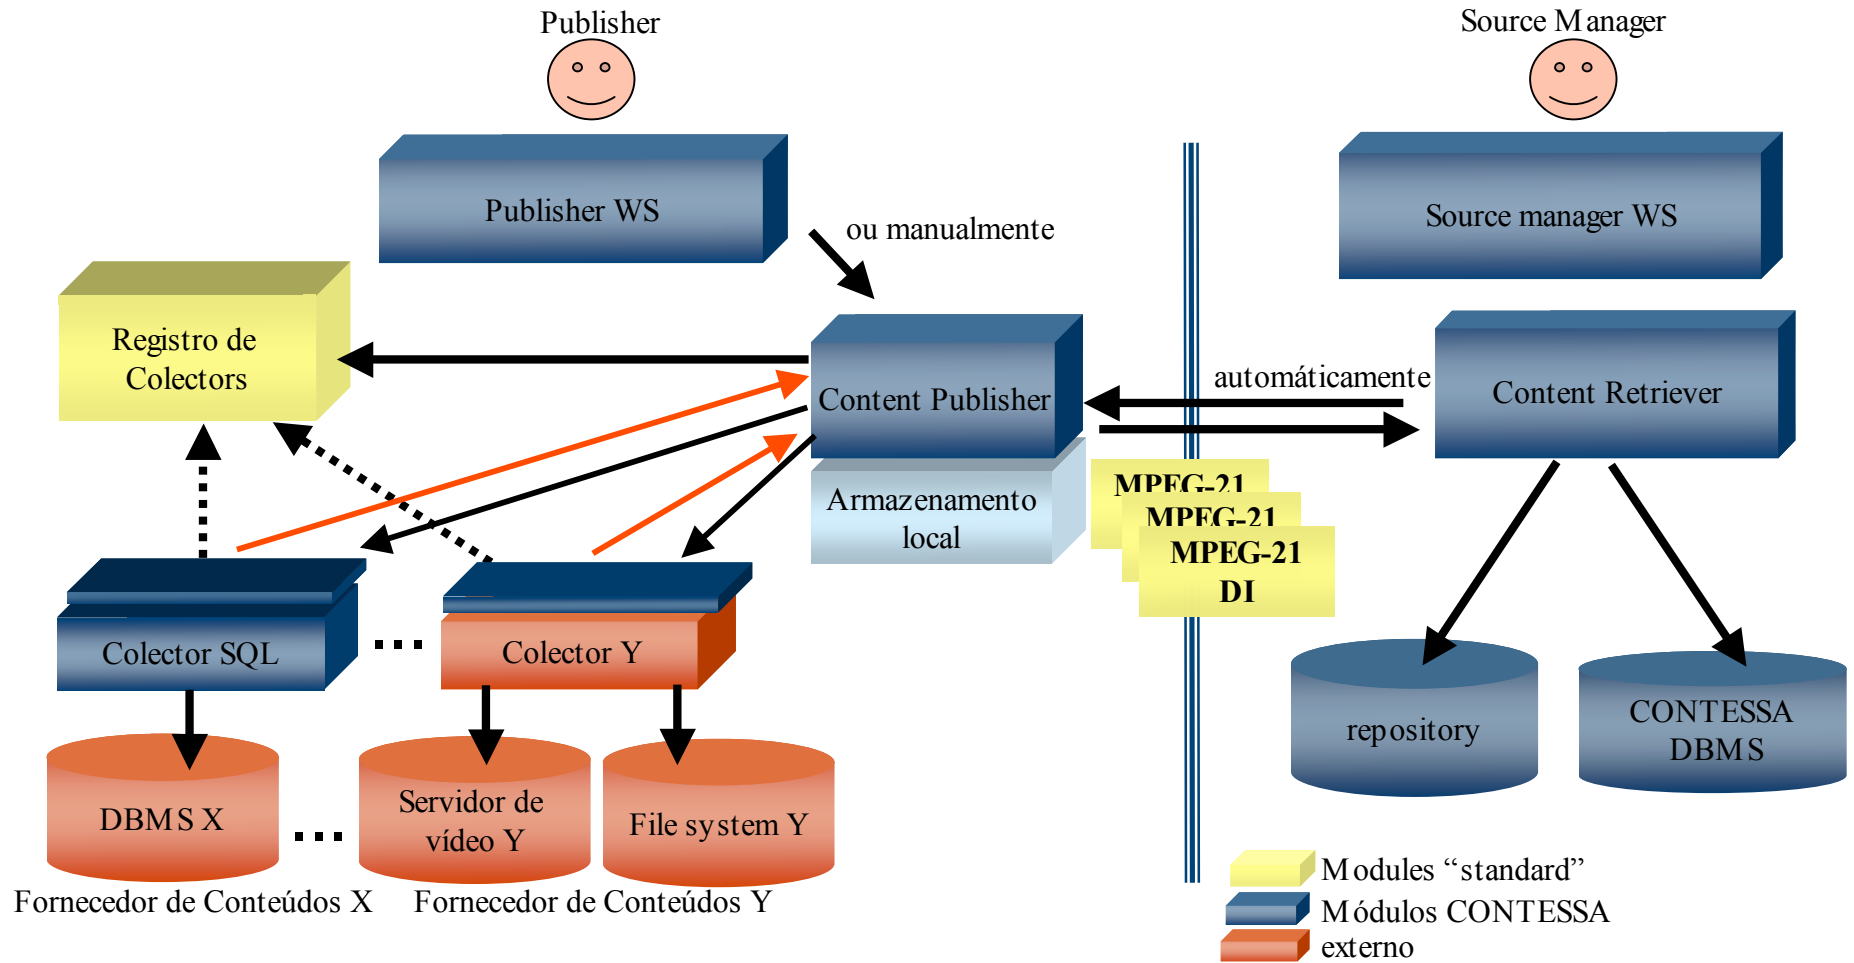 Publisher
Source Manager
Publisher WS
Source manager WS
ou manualmente
Registro de
Colectors
Content Publisher
automáticamente
Content Retriever
Armazenamento
local
MPEG-21
MPEG-21
MPEG-21
DI
Colector SQL
Colector Y
repository
CONTESSA
DBMS
DBMS X
Servidor de
vídeo Y
File system Y
Fornecedor de Conteúdos X
Fornecedor de Conteúdos Y
Modules “standard”
Módulos CONTESSA
externo